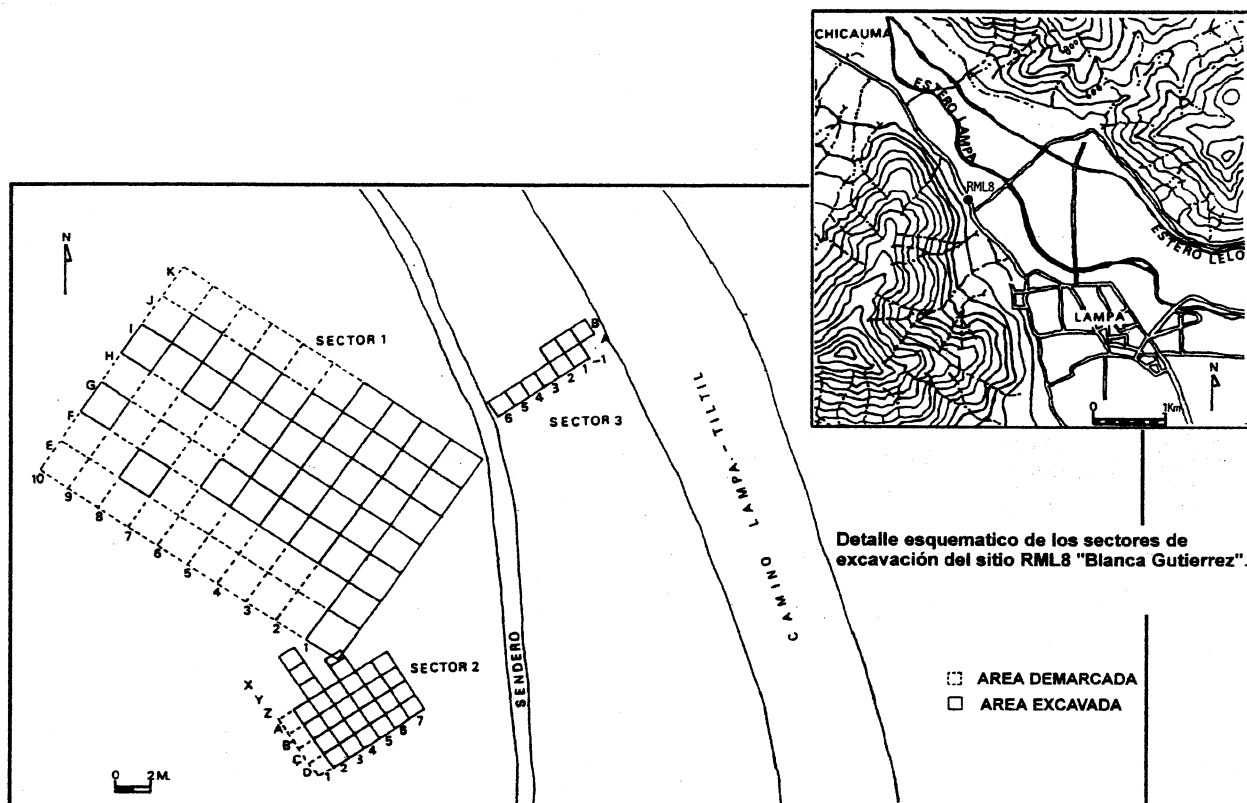 CHICAUMA
800
600
ESTERO LAMPA
RML8
ESTERO LELO
LAMPA
N
0 1Km
N
K
J
J
I
H
G
F
E
10
9
8
7
6
5
4
3
2
1
SECTOR 1
B
A
-1
1
2
3
4
5
6
SECTOR 3
SENDERO
CAMINO LAMPA.-TILTIL
SECTOR 2
X
Y
Z
A
B
C
D
1
2
3
4
5
6
7
0 2M.
Detalle esquematico de los sectores de
excavación del sitio RML8 "Blanca Gutierrez".
AREA DEMARCADA
AREA EXCAVADA